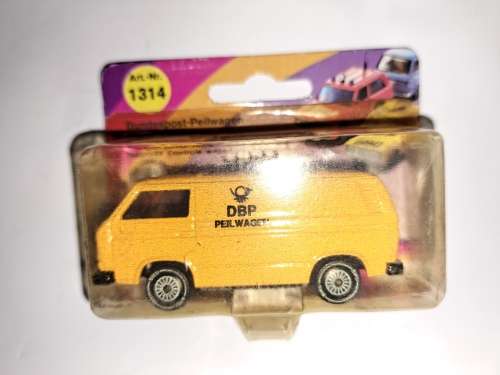 Art.-Nr.
1314
Bundespost-Peilwagen
DBP
PEILWAGEN